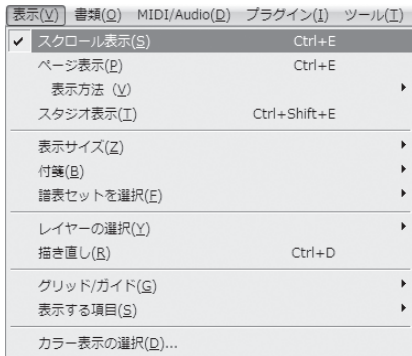 表示(V) 書類(O) MIDI/Audio(D) プラグイン(I) ツール(T)
✓ スクロール表示(S) Ctrl+E
ページ表示(P) Ctrl+E
表示方法 (V)
スタジオ表示(T) Ctrl+Shift+E
表示サイズ(Z)
付箋(B)
譜表セットを選択(F)
レイヤーの選択(Y)
描き直し(R) Ctrl+D
グリッド/ガイド(G)
表示する項目(S)
カラー表示の選択(D)...